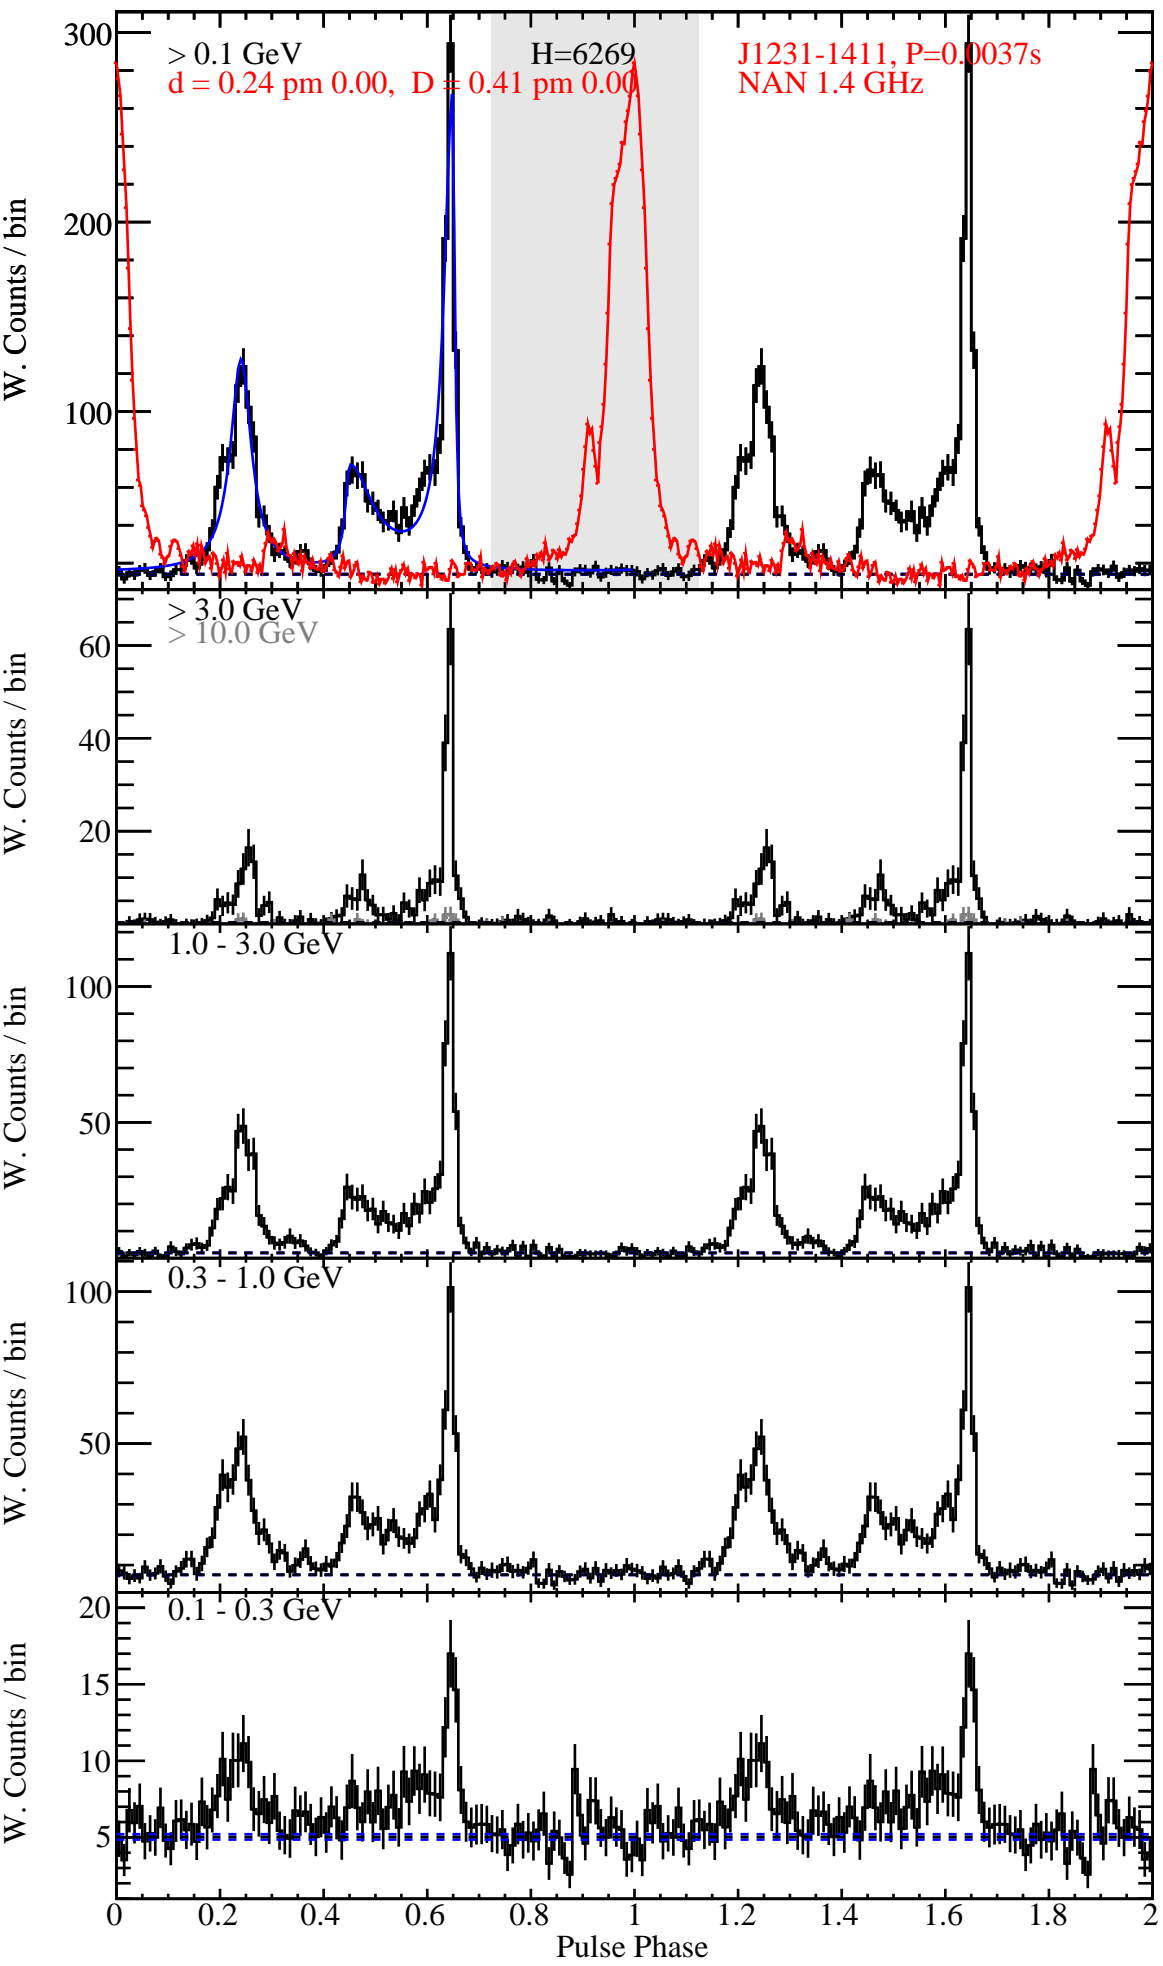 > 0.1 GeV H=6269 J1231-1411, P=0.0037s
d = 0.24 pm 0.00, D = 0.41 pm 0.00 NAN 1.4 GHz
300
200
100
W. Counts / bin
> 3.0 GeV
> 10.0 GeV
60
40
20
W. Counts / bin
1.0 - 3.0 GeV
100
50
W. Counts / bin
0.3 - 1.0 GeV
100
50
W. Counts / bin
0.1 - 0.3 GeV
20
15
10
5
W. Counts / bin
0 0.2 0.4 0.6 0.8 1 1.2 1.4 1.6 1.8 2
Pulse Phase